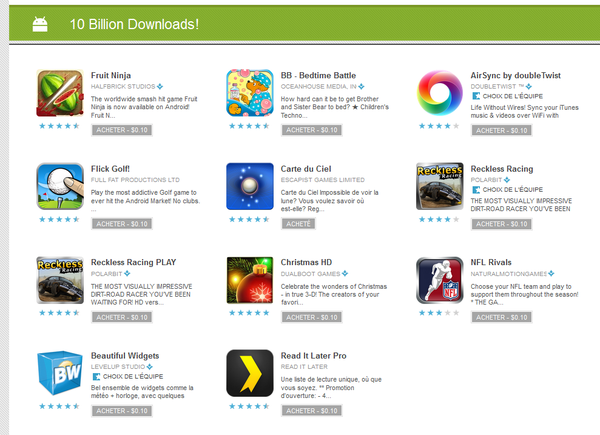 10 Billion Downloads!
Fruit Ninja
HALFBRICK STUDIOS
The worldwide smash hit game Fruit
Ninja is now available on Android!
Fruit N...
ACHETER - $0.10
BB - Bedtime Battle
OCEANHOUSE MEDIA, IN
How hard can it be to get Brother
and Sister Bear to bed? ★ Children's
Techno...
ACHETER - $0.10
AirSync by doubleTwist
DOUBLETWIST ™
CHOIX DE L'ÉQUIPE
Life Without Wires! Sync your iTunes
music & videos over WiFi with
ACHETER - $0.10
Flick Golf!
FULL FAT PRODUCTIONS LTD
Play the most addictive Golf game to
ever hit the Android Market! No clubs.
...
ACHETER - $0.10
Carte du Ciel
ESCAPIST GAMES LIMITED
Carte du Ciel Impossible de voir la
lune? Vous voulez savoir où
est-elle? Reg...
ACHETÉ
Reckless Racing
Reckless Racing
POLARBIT
CHOIX DE L'ÉQUIPE
THE MOST VISUALLY IMPRESSIVE
DIRT-ROAD RACER YOU'VE BEEN
ACHETER - $0.10
Reckless Racing
Reckless Racing PLAY
POLARBIT
THE MOST VISUALLY IMPRESSIVE
DIRT-ROAD RACER YOU'VE BEEN
WAITING FOR! HD vers...
ACHETER - $0.10
Christmas HD
DUALBOOT GAMES
Celebrate the wonders of Christmas
- in true 3-D! The creators of your
favori...
ACHETER - $0.10
NFL
NFL Rivals
NATURALMOTIONGAMES
Choose your NFL team and play to
support them throughout the season!
* THE GA...
ACHETER - $0.10
BW
Beautiful Widgets
LEVELUP STUDIO
CHOIX DE L'ÉQUIPE
Bel ensemble de widgets comme la
météo + horloge, avec quelques
ACHETER - $0.10
Read It Later Pro
READ IT LATER
Une liste de lecture unique, où que
vous soyez. ** Promotion
d'ouverture: - 4...
ACHETER - $0.10